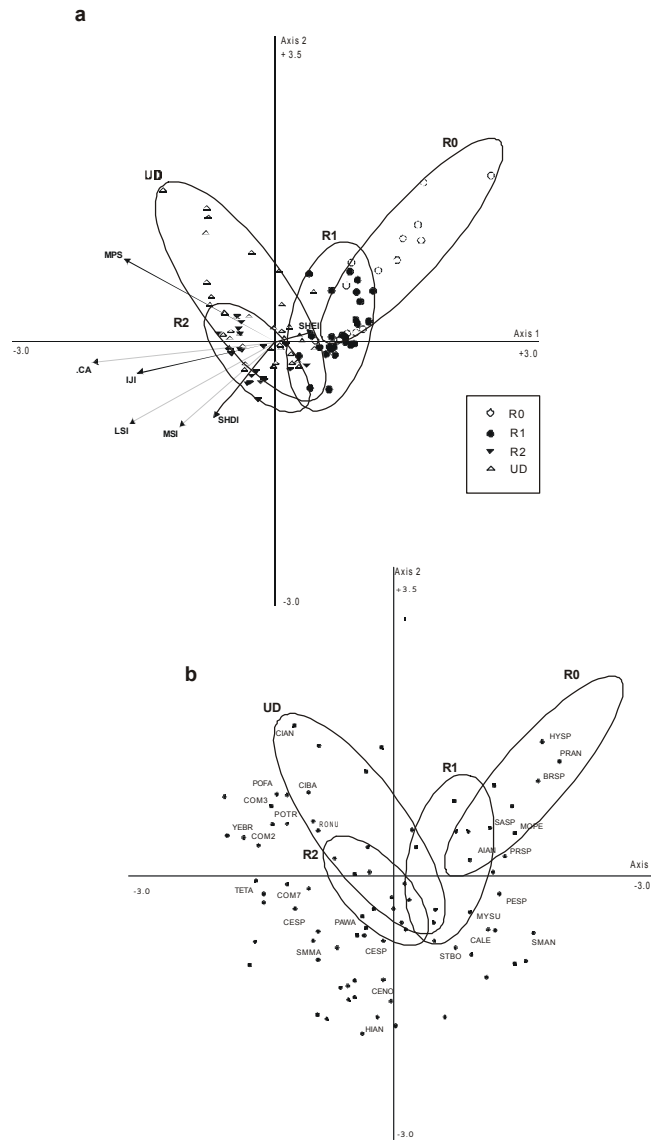 a
Axis 2
+ 3.5
R0
UD
R1
MPS
R2
SHEI
Axis 1
-3.0
+3.0
.CA
IJI
LSI
MSI
SHDI
R0
R1
R2
UD
-3.0
Axis 2
+3.5
b
R0
UD
CIAN
HYSP
PRAN
R1
BRSP
POFA
CIBA
COM3
POTR
RONU
SASP
MOPE
YEBR
COM2
R2
AIAN
PRSP
Axis
-3.0
-3.0
TETA
COM7
PESP
CESP
PAWA
MYSU
SMMA
CESP
STBO
CALE
SMAN
CENO
HIAN
-3.0